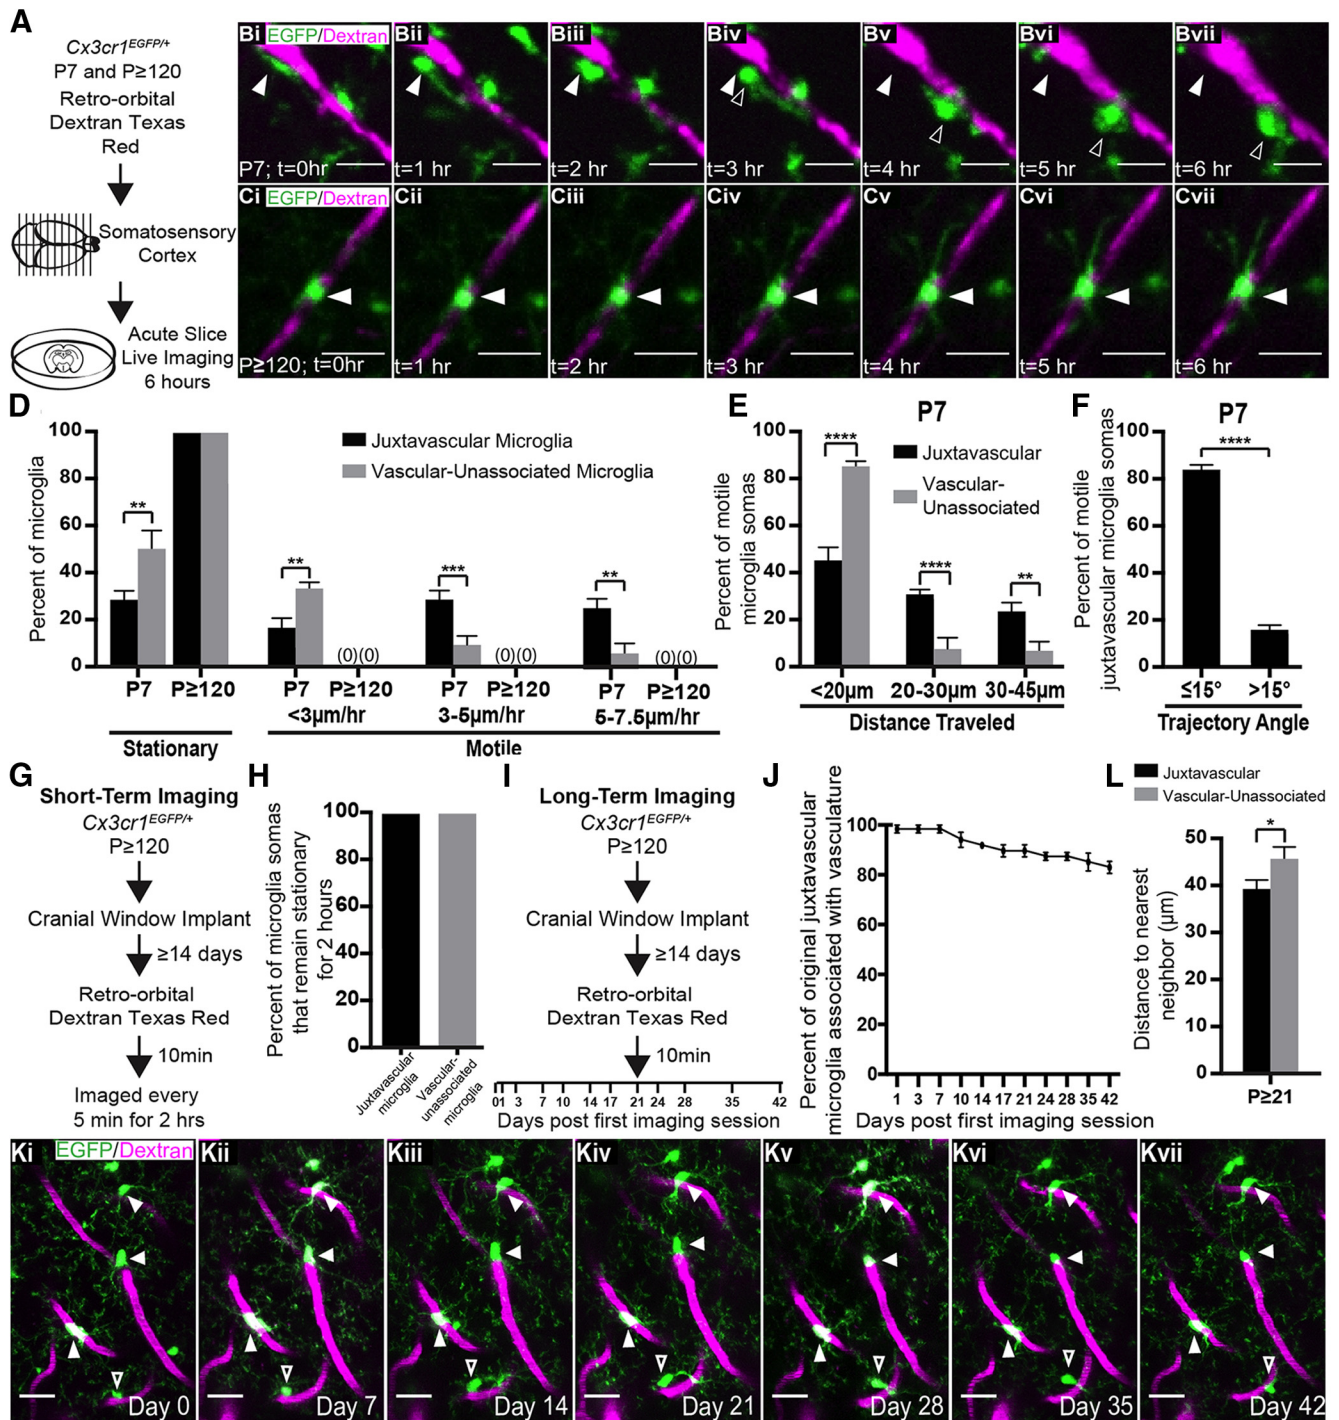 A
Cx3cr1EGFP/+
P7 and P≥120
Retro-orbital
Dextran Texas
Red
Somatosensory
Cortex
Acute Slice
Live Imaging
6 hours
Bi EGFP/Dextran
P7; t=0hr
Bii
t=1 hr
Biii
t=2 hr
Biv
t=3 hr
Bv
t=4 hr
Bvi
t=5 hr
Bvii
t=6 hr
Ci EGFP/Dextran
P≥120; t=0hr
Cii
t=1 hr
Ciii
t=2 hr
Civ
t=3 hr
Cv
t=4 hr
Cvi
t=5 hr
Cvii
t=6 hr
D
Percent of microglia
100
80
60
40
20
0
Juxtavascular Microglia
Vascular-Unassociated Microglia
**
**
***
**
(0)(0)
(0)(0)
(0)(0)
P7 P≥120
P7 P≥120
P7 P≥120
P7 P≥120
<3µm/hr
3-5µm/hr
5-7.5µm/hr
Stationary
Motile
E
P7
Percent of motile
microglia somas
100
80
60
40
20
0
****
****
**
Juxtavascular
Vascular-
Unassociated
<20µm 20-30µm 30-45µm
Distance Traveled
F
P7
Percent of motile
juxtavascular microglia somas
100
80
60
40
20
0
****
≤15° >15°
Trajectory Angle
G
Short-Term Imaging
Cx3cr1EGFP/+
P≥120
Cranial Window Implant
≥14 days
Retro-orbital
Dextran Texas Red
10min
Imaged every
5 min for 2 hrs
H
Percent of microglia somas
that remain stationary
for 2 hours
100
80
60
40
20
0
Juxtavascular
microglia
Vascular-
unassociated
microglia
I
Long-Term Imaging
Cx3cr1EGFP/+
P≥120
Cranial Window Implant
≥14 days
Retro-orbital
Dextran Texas Red
10min
01 3 7 10 14 17 21 24 28 35 42
Days post first imaging session
J
Percent of original juxtavascular
microglia associated with vasculature
100
80
60
40
20
0
1 3 7 10 14 17 21 24 28 35 42
Days post first imaging session
L
Juxtavascular
Vascular-Unassociated
Distance to nearest
neighbor (µm)
50
40
30
20
10
0
*
P≥21
Ki EGFP/Dextran
Day 0
Kii
Day 7
Kiii
Day 14
Kiv
Day 21
Kv
Day 28
Kvi
Day 35
Kvii
Day 42